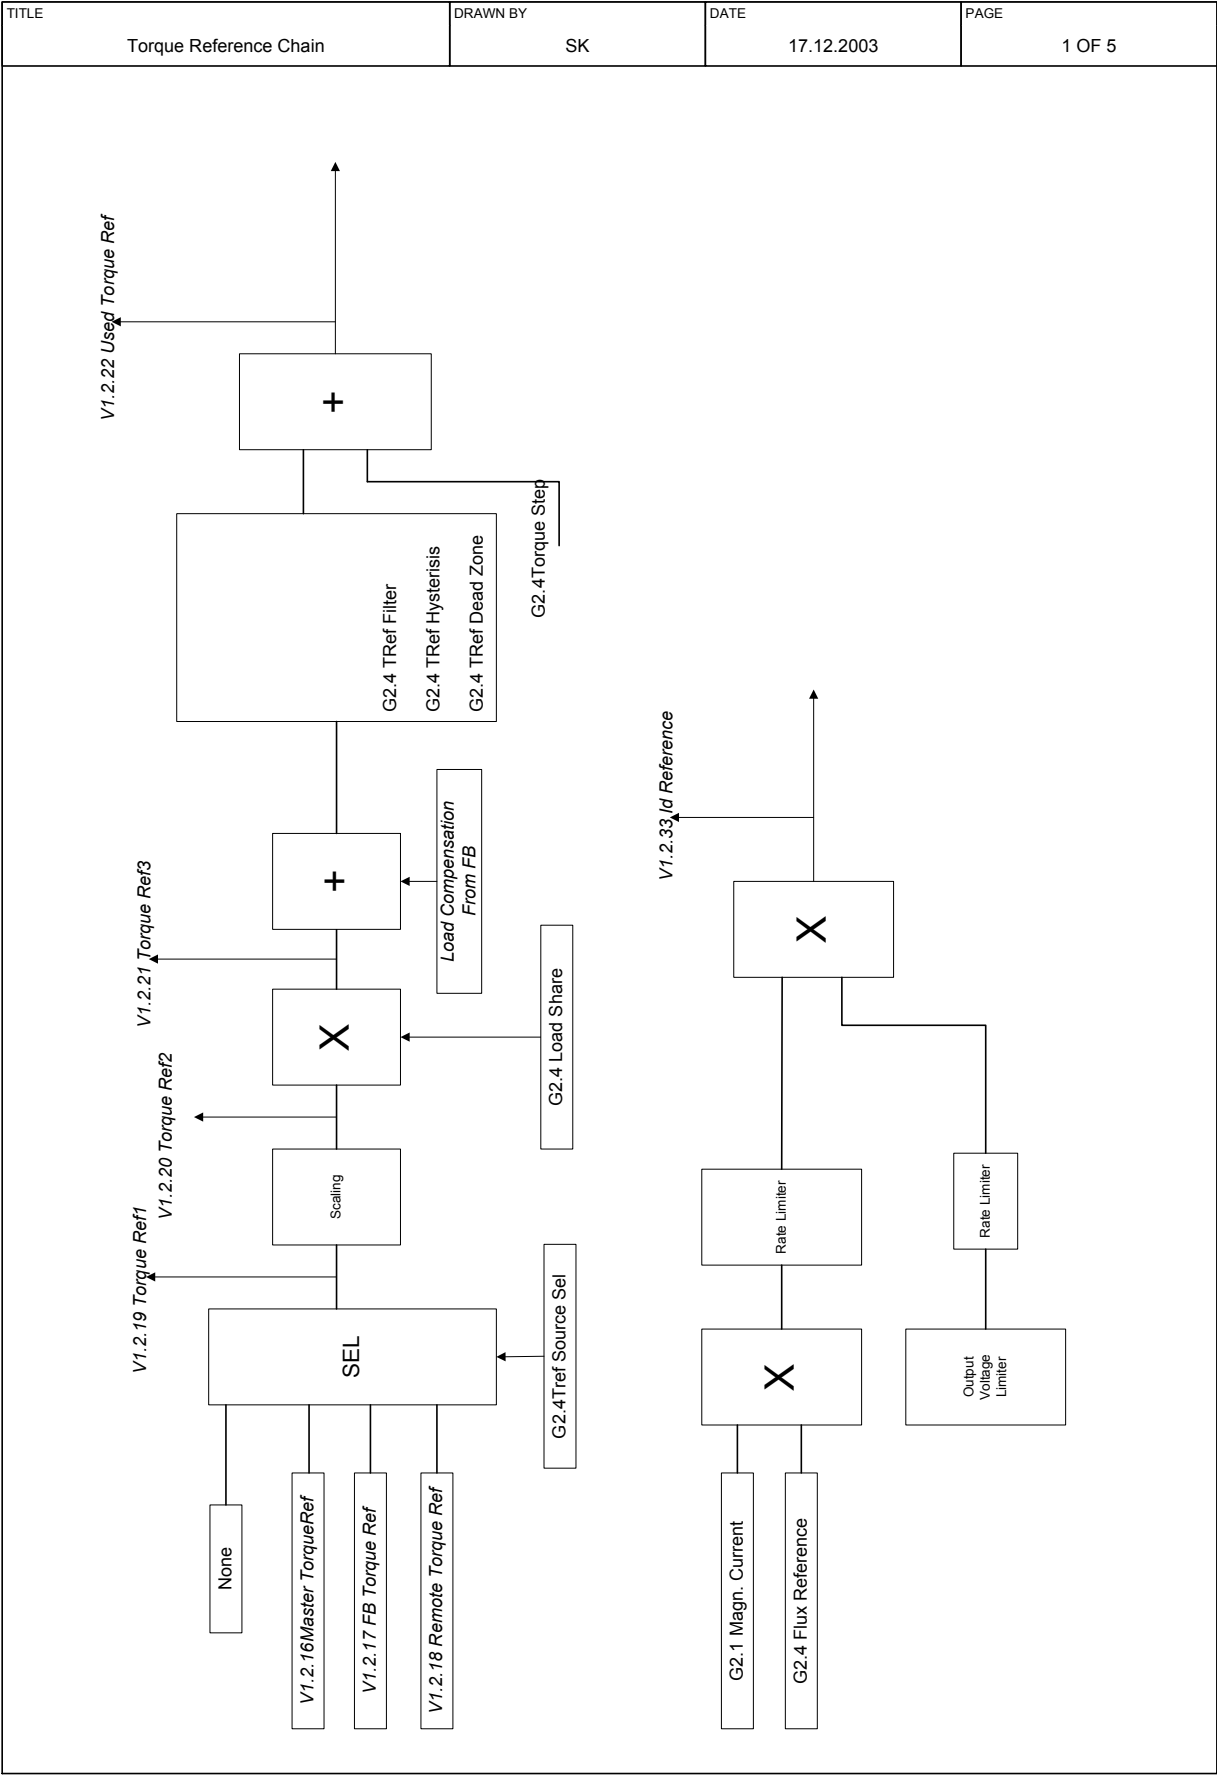 TITLE
DRAWN BY
DATE
PAGE
Torque Reference Chain
SK
17.12.2003
1 OF 5
None
V1.2.16Master TorqueRef
V1.2.17 FB Torque Ref
V1.2.18 Remote Torque Ref
SEL
G2.4Tref Source Sel
V1.2.19 Torque Ref1
Scaling
V1.2.20 Torque Ref2
X
G2.4 Load Share
V1.2.21 Torque Ref3
+
Load Compensation
From FB
G2.4 TRef Filter
G2.4 TRef Hysterisis
G2.4 TRef Dead Zone
G2.4Torque Step
+
V1.2.22 Used Torque Ref
G2.1 Magn. Current
G2.4 Flux Reference
X
Rate Limiter
Output
Voltage
Limiter
Rate Limiter
X
V1.2.33 Id Reference